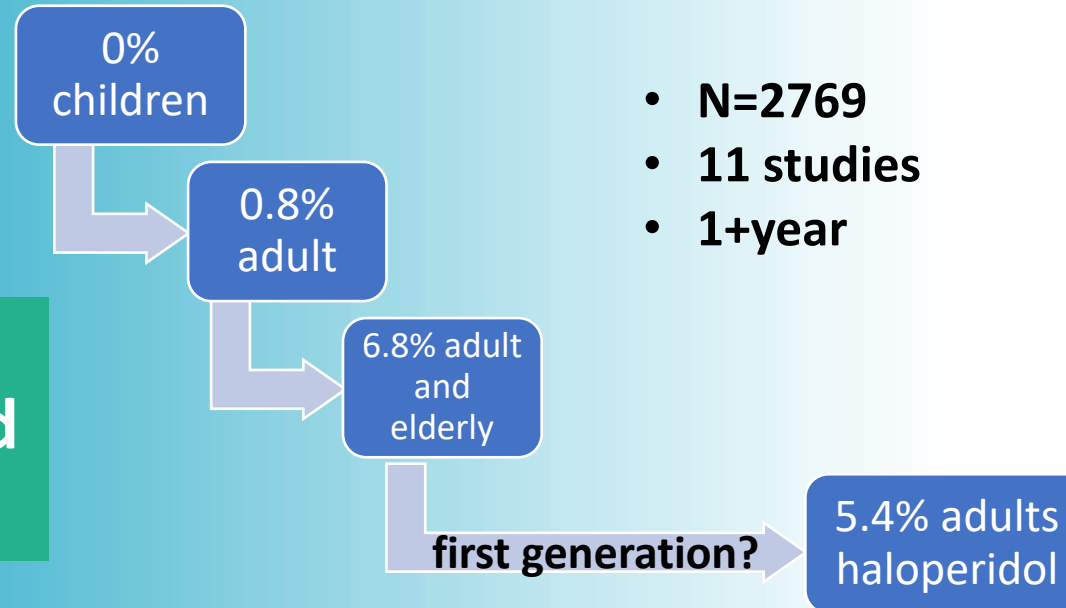 0%
children
• N=2769
• 11 studies
• 1+year
0.8%
adult
6.8% adult
and
elderly
first generation?
5.4% adults
haloperidol